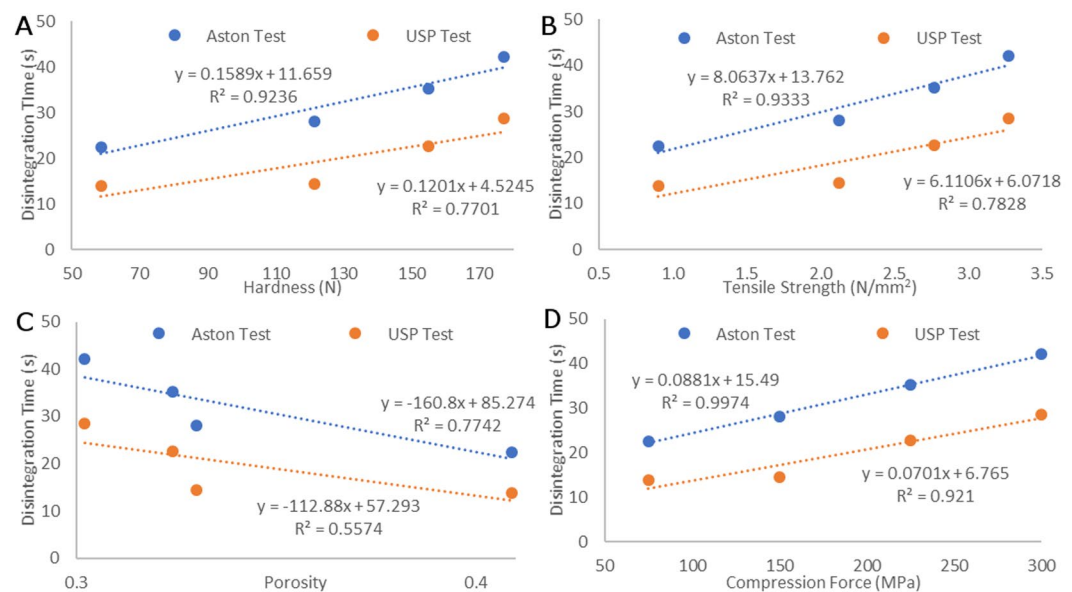 A
50
40
30
20
10
0
Disintegration Time (s)
Aston Test
USP Test
y = 0.1589x + 11.659
R² = 0.9236
y = 0.1201x + 4.5245
R² = 0.7701
50 70 90 110 130 150 170
Hardness (N)
B
50
40
30
20
10
0
Disintegration Time (s)
Aston Test
USP Test
y = 8.0637x + 13.762
R² = 0.9333
y = 6.1106x + 6.0718
R² = 0.7828
0.5 1.0 1.5 2.0 2.5 3.0 3.5
Tensile Strength (N/mm²)
C
50
40
30
20
10
0
Disintegration Time (s)
Aston Test
USP Test
y = -160.8x + 85.274
R² = 0.7742
y = -112.88x + 57.293
R² = 0.5574
0.3 0.4
Porosity
D
50
40
30
20
10
0
Disintegration Time (s)
Aston Test
USP Test
y = 0.0881x + 15.49
R² = 0.9974
y = 0.0701x + 6.765
R² = 0.921
50 100 150 200 250 300
Compression Force (MPa)